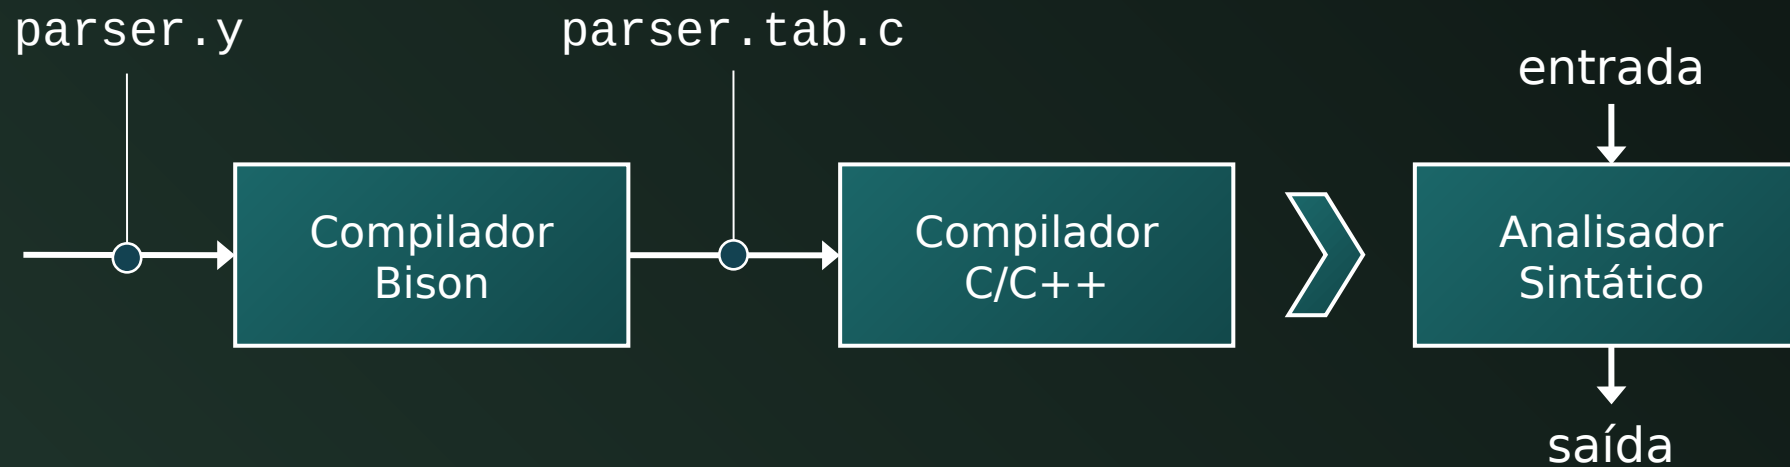 parser.y
parser.tab.c
entrada
Compilador
Bison
Compilador
C/C++
Analisador
Sintático
saída